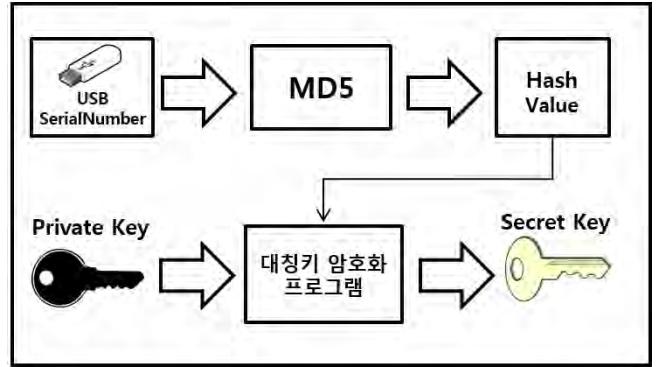 USB
SerialNumber
MD5
Hash
Value
Private Key
대칭키 암호화
프로그램
Secret Key